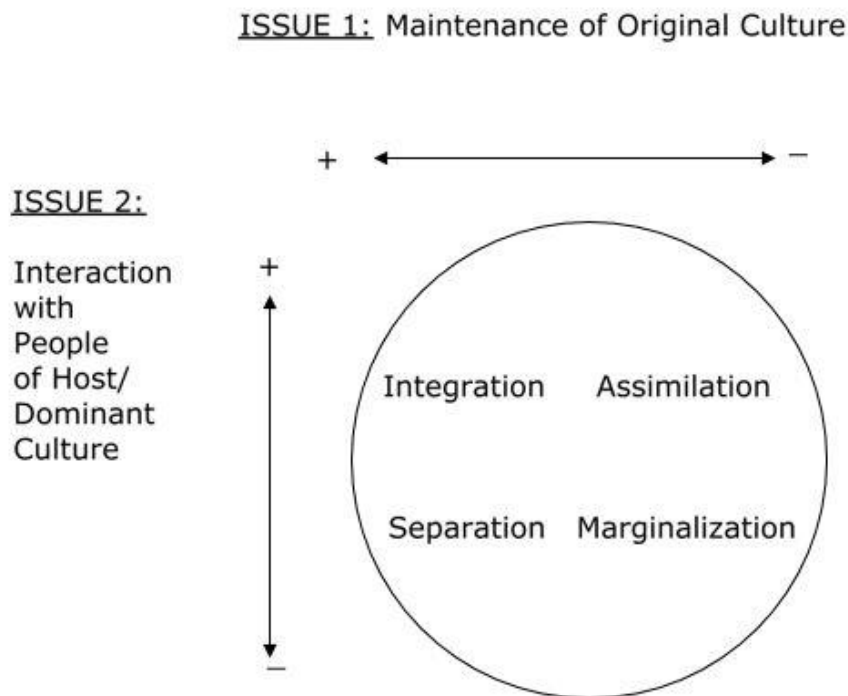 ISSUE 1: Maintenance of Original Culture
+ –
ISSUE 2:
+
Interaction
with
People
of Host/
Dominant
Culture
–
Integration Assimilation
Separation Marginalization